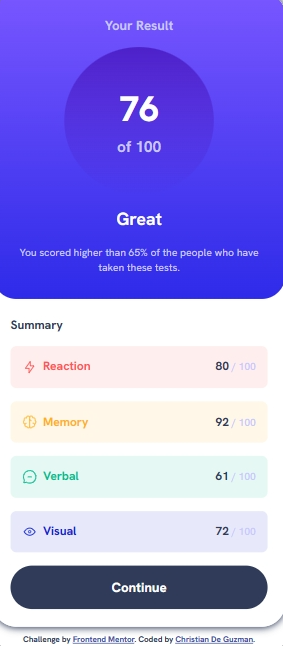 Your Result
76
of 100
Great
You scored higher than 65% of the people who have
taken these tests.
Summary
Reaction 80 / 100
Memory 92 / 100
Verbal 61 / 100
Visual 72 / 100
Continue
Challenge by Frontend Mentor. Coded by Christian De Guzman.